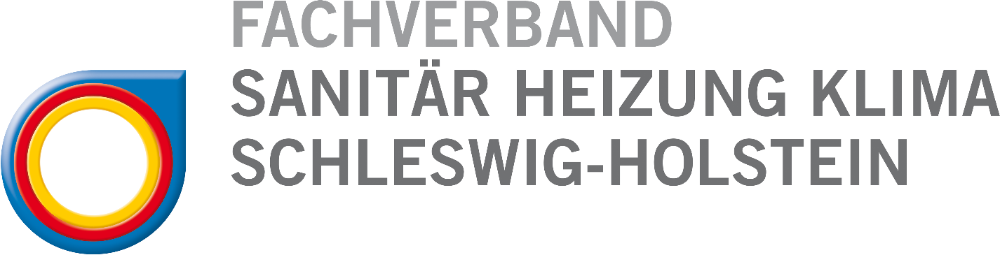 FACHVERBAND
SANITÄR HEIZUNG KLIMA
SCHLESWIG-HOLSTEIN